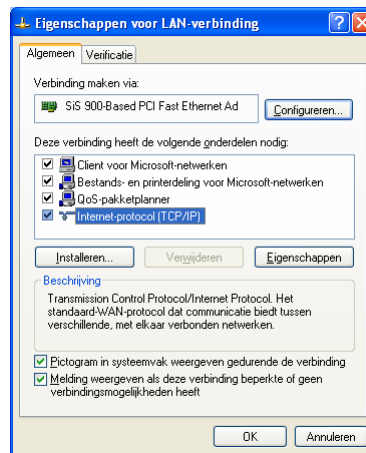 Eigenschappen voor LAN-verbinding
Algemeen Verificatie
Verbinding maken via:
SiS 900-Based PCI Fast Ethernet Ad
Configureren...
Deze verbinding heeft de volgende onderdelen nodig:
Client voor Microsoft-netwerken
Bestands- en printerdeling voor Microsoft-netwerken
QoS-pakketplanner
Internet-protocol (TCP/IP)
Installeren... Verwijderen Eigenschappen
Beschrijving
Transmission Control Protocol/Internet Protocol. Het
standaard-WAN-protocol dat communicatie biedt tussen
verschillende, met elkaar verbonden netwerken.
Pictogram in systeemvak weergeven gedurende de verbinding
Melding weergeven als deze verbinding beperkte of geen
verbindingsmogelijkheden heeft
OK Annuleren